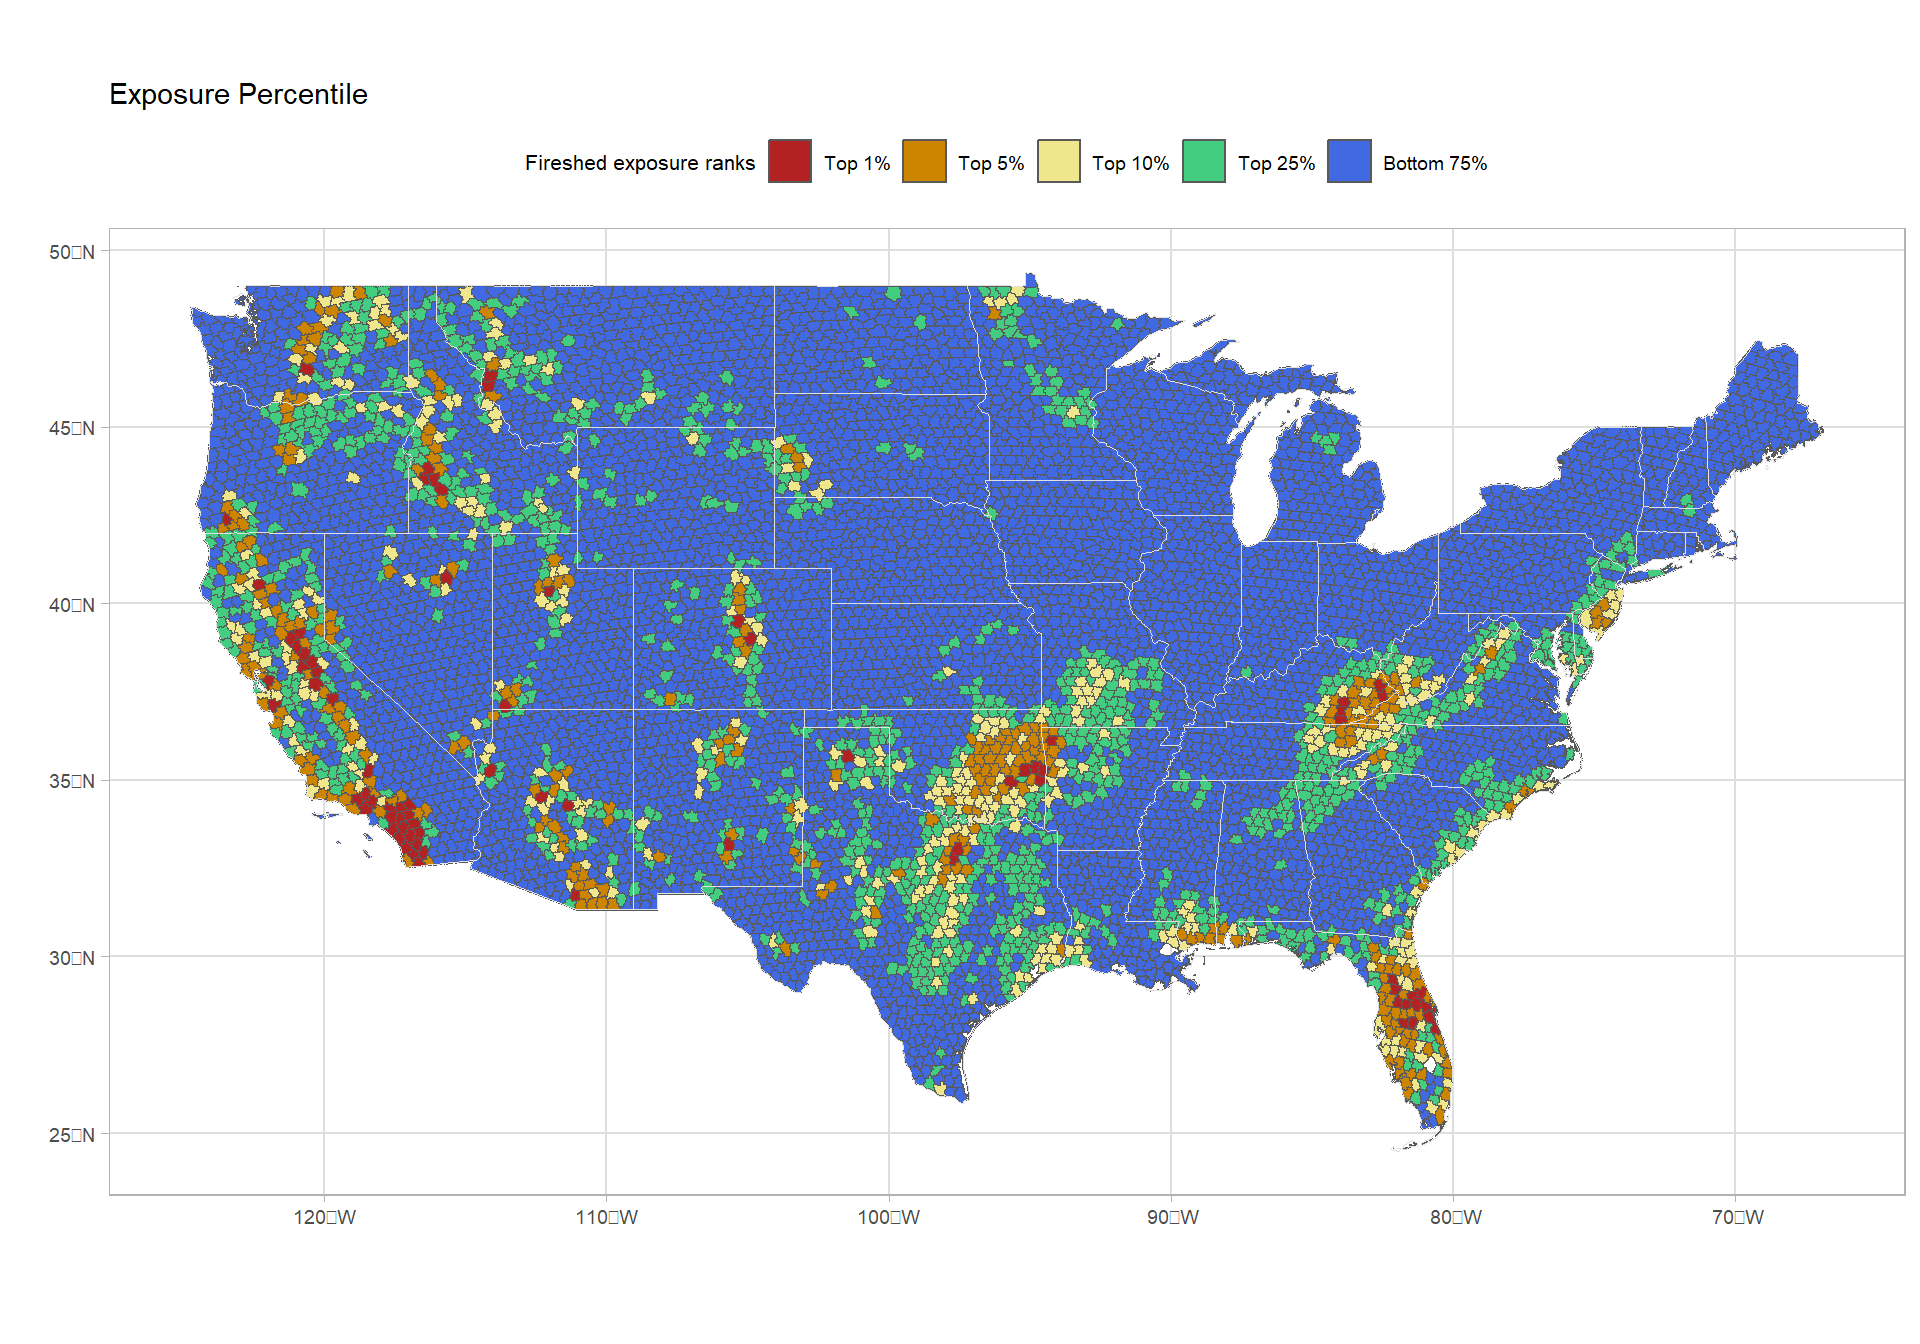 Exposure Percentile
Fireshed exposure ranks Top 1% Top 5% Top 10% Top 25% Bottom 75%
50□N
45□N
40□N
35□N
30□N
25□N
120□W 110□W 100□W 90□W 80□W 70□W